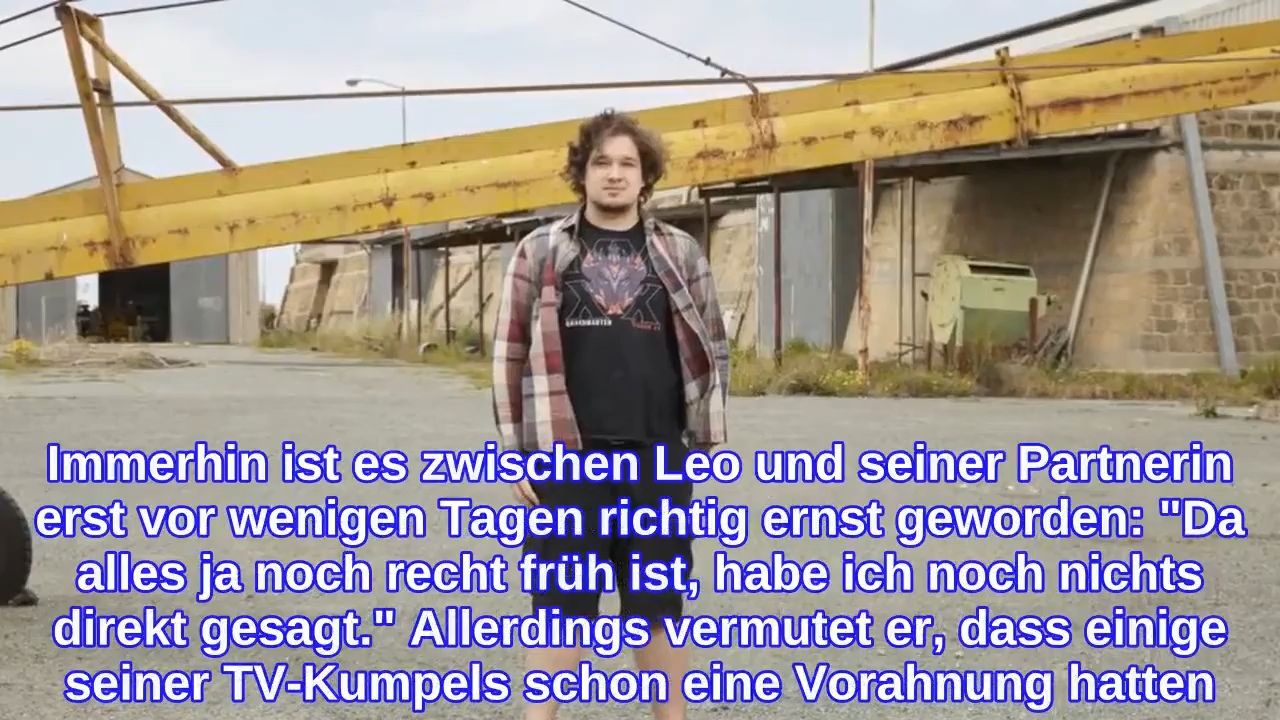 GRANDMASTER
Immerhin ist es zwischen Leo und seiner Partnerin
erst vor wenigen Tagen richtig ernst geworden: "Da
alles ja noch recht früh ist, habe ich noch nichts
direkt gesagt." Allerdings vermutet er, dass einige
seiner TV-Kumpels schon eine Vorahnung hatten